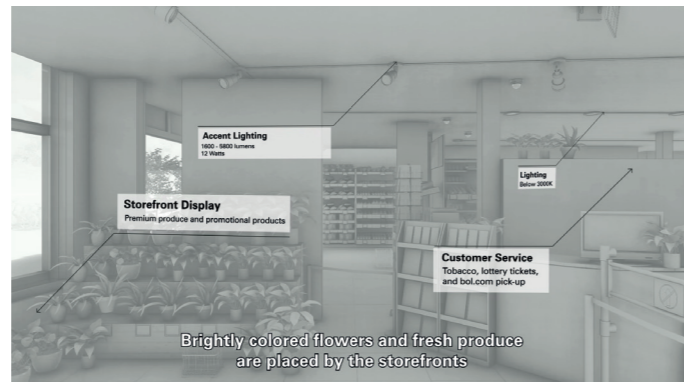 Accent Lighting
1600 - 5800 lumens
12 Watts
Lighting
Below 3000K
Storefront Display
Premium produce and promotional products
Customer Service
Tobacco, lottery tickets,
and bol.com pick-up
Brightly colored flowers and fresh produce
are placed by the storefronts